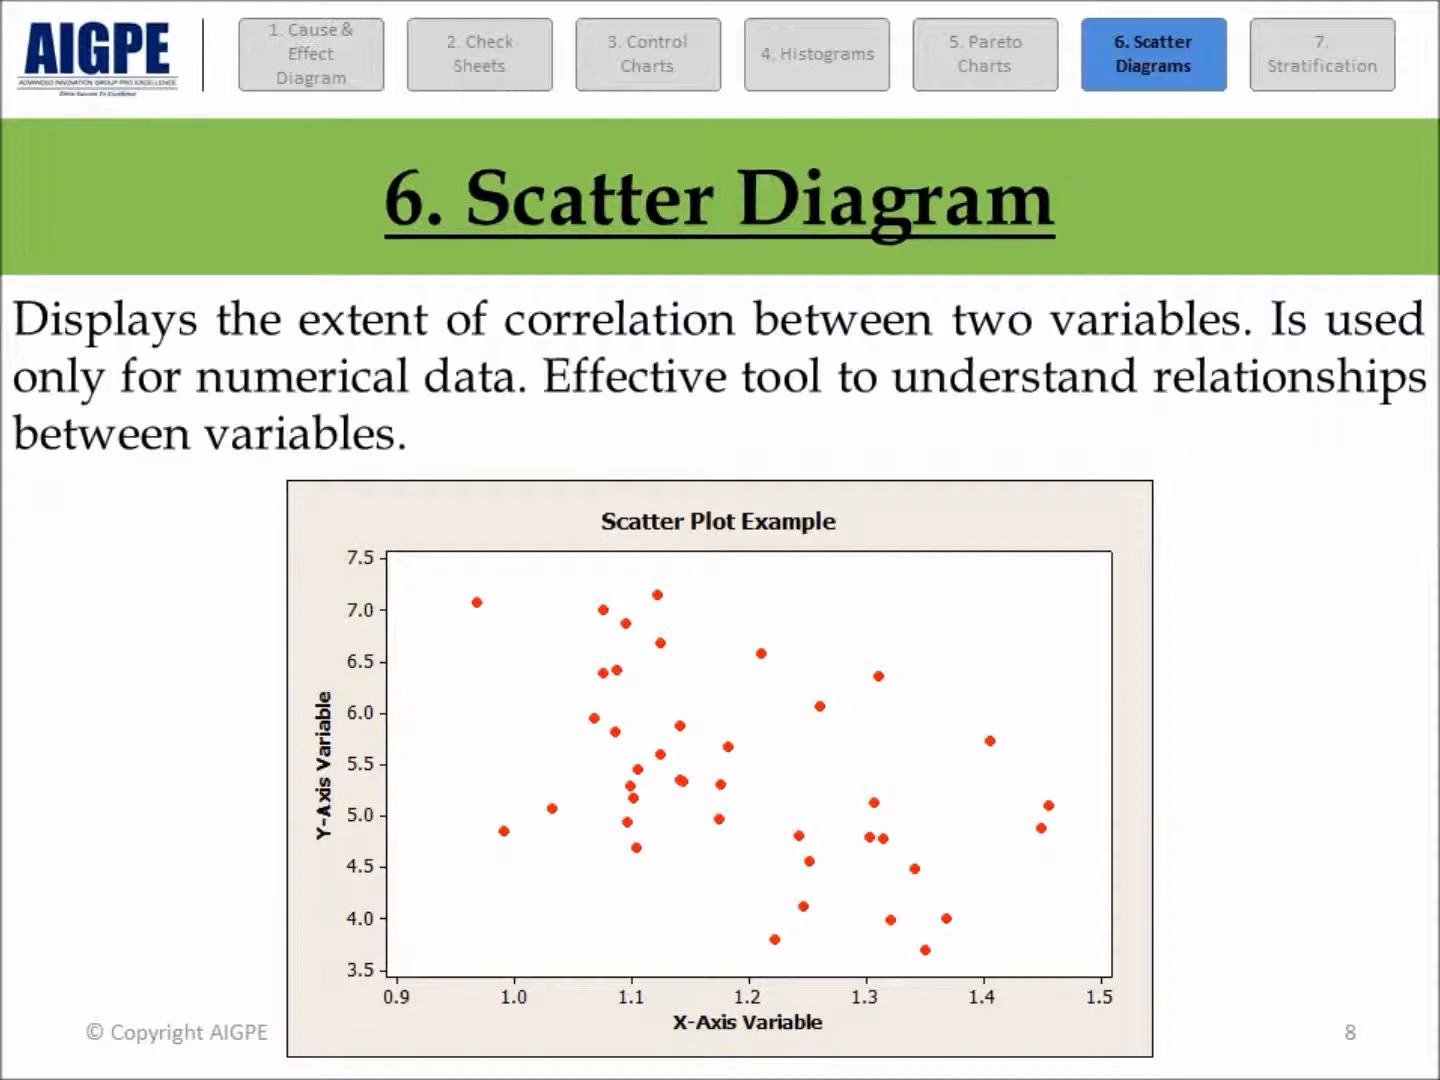 AIGPE
ADVANCED INNOVATION GROUP PRO EXCELLENCE
1. Cause &
Effect
Diagram
2. Check
Sheets
3. Control
Charts
4. Histograms
5. Pareto
Charts
6. Scatter
Diagrams
7.
Stratification
6. Scatter Diagram
Displays the extent of correlation between two variables. Is used
only for numerical data. Effective tool to understand relationships
between variables.
Scatter Plot Example
7.5
7.0
6.5
6.0
5.5
5.0
4.5
4.0
3.5
Y-Axis Variable
0.9 1.0 1.1 1.2 1.3 1.4 1.5
X-Axis Variable
© Copyright AIGPE
8